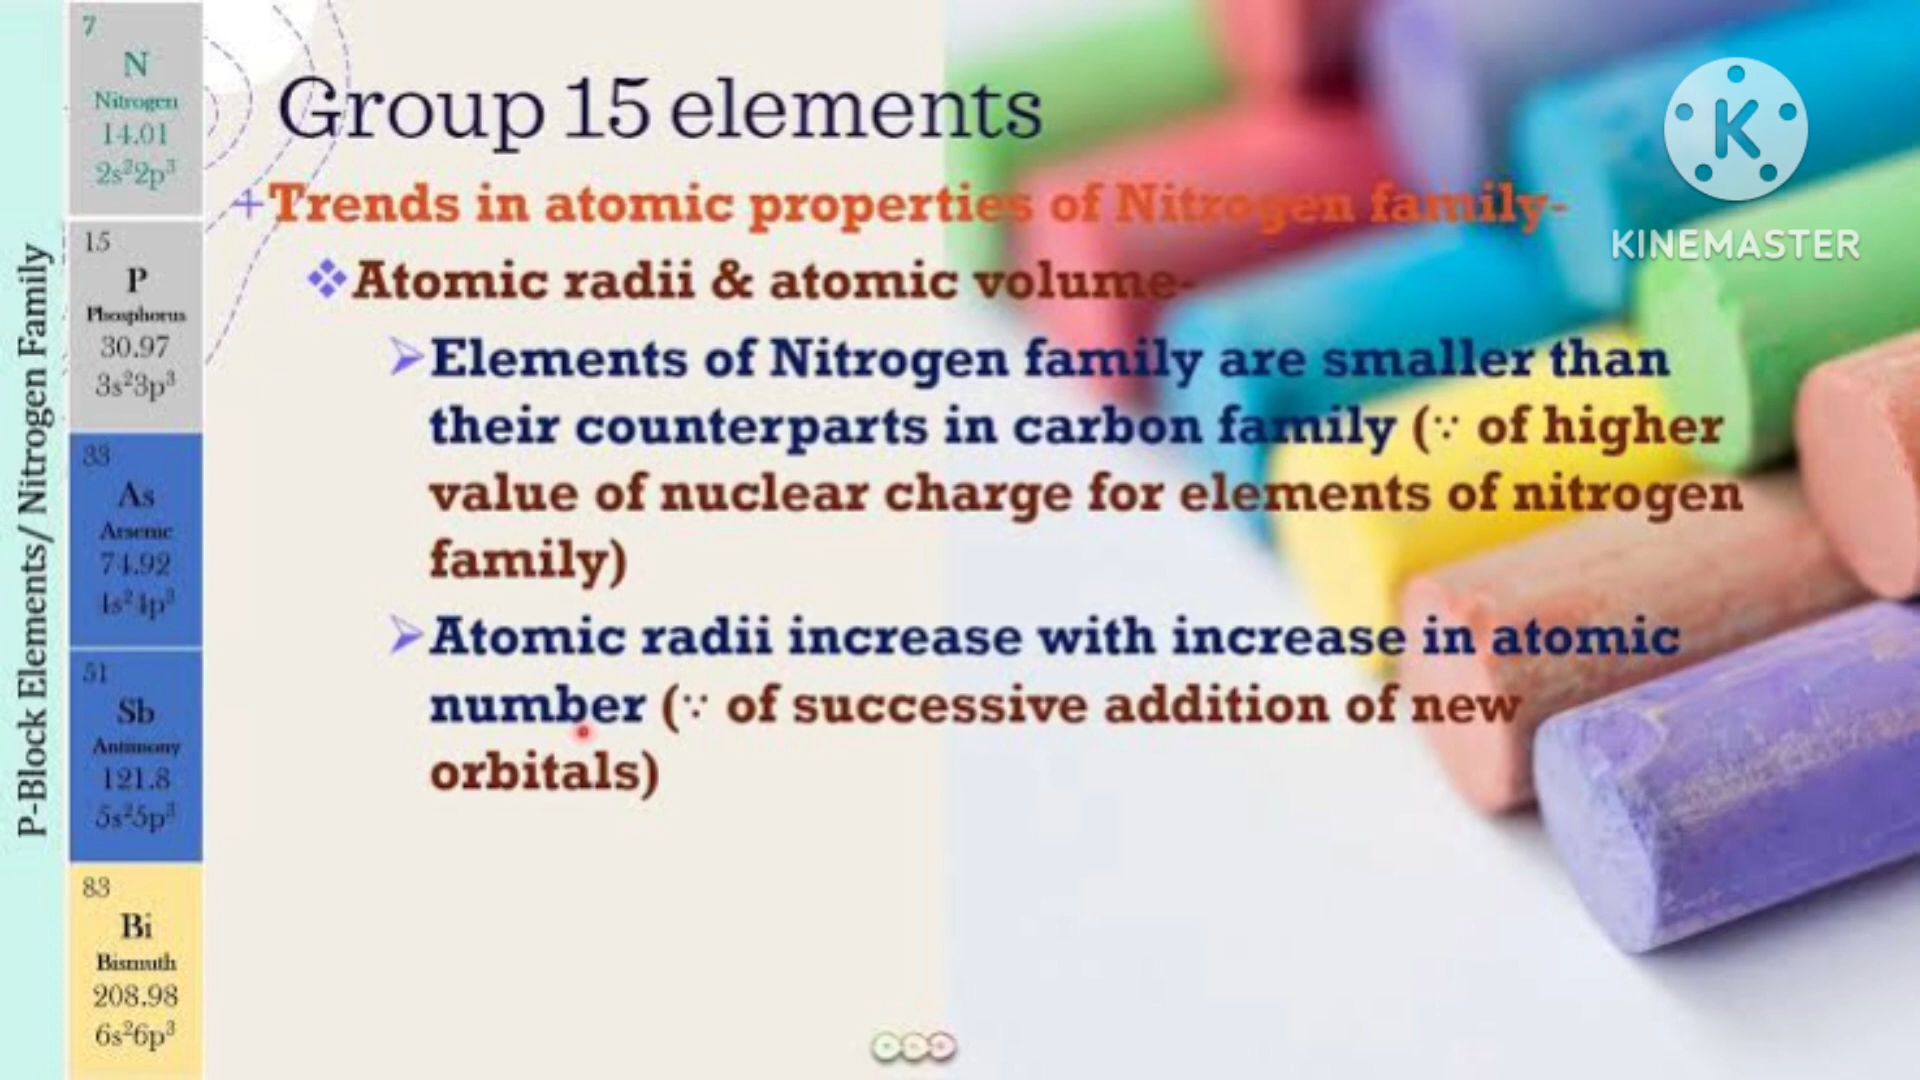 P-Block Elements/ Nitrogen Family
7
N
Nitrogen
14.01
2s²2p³
15
P
Phosphorus
30.97
3s²3p³
33
As
Arsenic
74.92
4s²4p³
51
Sb
Antimony
121.8
5s²5p³
83
Bi
Bismuth
208.98
6s²6p³
Group 15 elements
+Trends in atomic properties of Nitrogen family-
❖Atomic radii & atomic volume-
➢Elements of Nitrogen family are smaller than
their counterparts in carbon family (∵ of higher
value of nuclear charge for elements of nitrogen
family)
➢Atomic radii increase with increase in atomic
number (∵ of successive addition of new
orbitals)
K
KINEMASTER